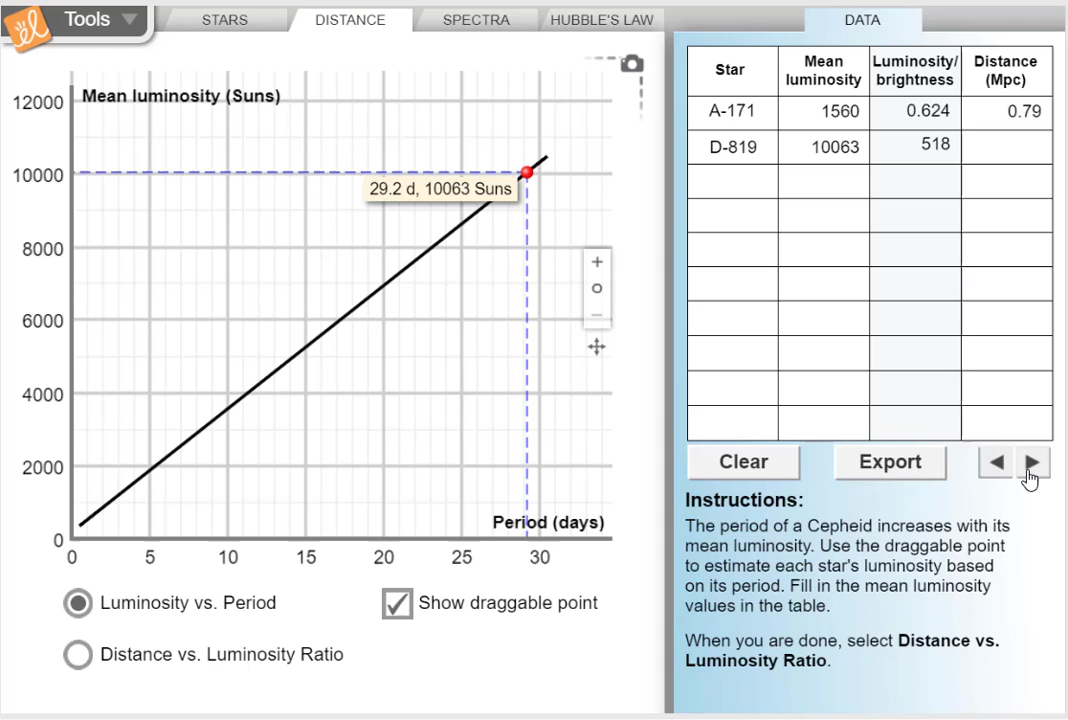 Tools
STARS
DISTANCE
SPECTRA
HUBBLE'S LAW
DATA
Mean luminosity (Suns)
12000
10000
8000
6000
4000
2000
0
29.2 d, 10063 Suns
+
−
Period (days)
0 5 10 15 20 25 30
Luminosity vs. Period
Show draggable point
Distance vs. Luminosity Ratio
Star Mean luminosity Luminosity/ brightness Distance (Mpc)
A-171 1560 0.624 0.79
D-819 10063 518
Clear
Export
Instructions:
The period of a Cepheid increases with its
mean luminosity. Use the draggable point
to estimate each star's luminosity based
on its period. Fill in the mean luminosity
values in the table.
When you are done, select Distance vs.
Luminosity Ratio.